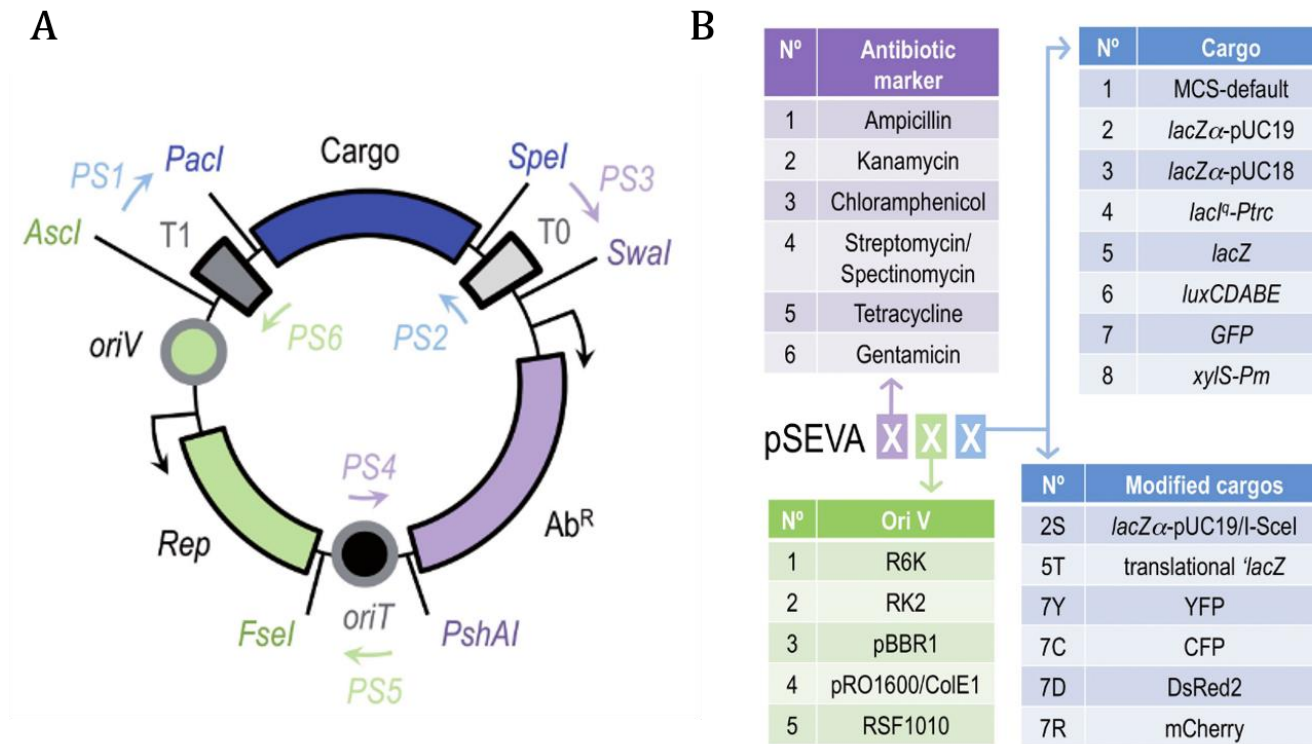 A
B
Cargo
PacI
SpeI
PS1
PS3
AscI
T1
T0
SwaI
PS6
PS2
oriV
PS4
Rep
Ab^R
FseI
oriT
PshAI
PS5
Nº Antibiotic marker
1 Ampicillin
2 Kanamycin
3 Chloramphenicol
4 Streptomycin/
Spectinomycin
5 Tetracycline
6 Gentamicin
Nº Cargo
1 MCS-default
2 lacZα-pUC19
3 lacZα-pUC18
4 lacI^q-Ptrc
5 lacZ
6 luxCDABE
7 GFP
8 xylS-Pm
pSEVA X X X
Nº Ori V
1 R6K
2 RK2
3 pBBR1
4 pRO1600/ColE1
5 RSF1010
Nº Modified cargos
2S lacZα-pUC19/I-SceI
5T translational 'lacZ
7Y YFP
7C CFP
7D DsRed2
7R mCherry